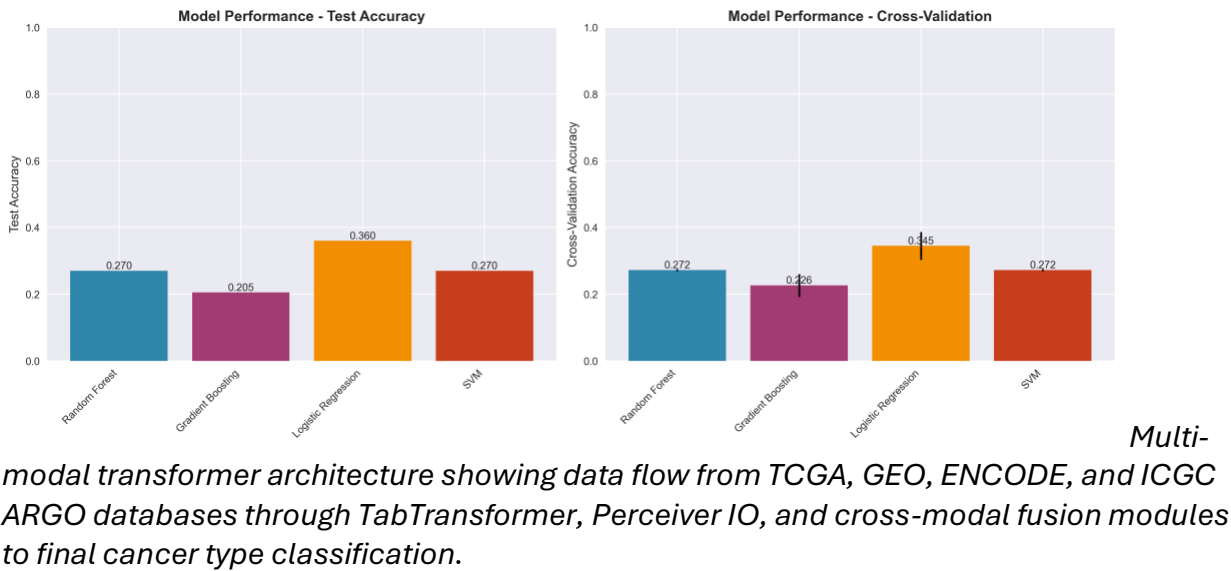 Model Performance - Test Accuracy
1.0
0.8
0.6
0.4
0.2
0.0
Test Accuracy
0.270
0.205
0.360
0.270
Random Forest
Gradient Boosting
Logistic Regression
SVM
Model Performance - Cross-Validation
1.0
0.8
0.6
0.4
0.2
0.0
Cross-Validation Accuracy
0.272
0.226
0.345
0.272
Random Forest
Gradient Boosting
Logistic Regression
SVM
Multi-
modal transformer architecture showing data flow from TCGA, GEO, ENCODE, and ICGC
ARGO databases through TabTransformer, Perceiver IO, and cross-modal fusion modules
to final cancer type classification.